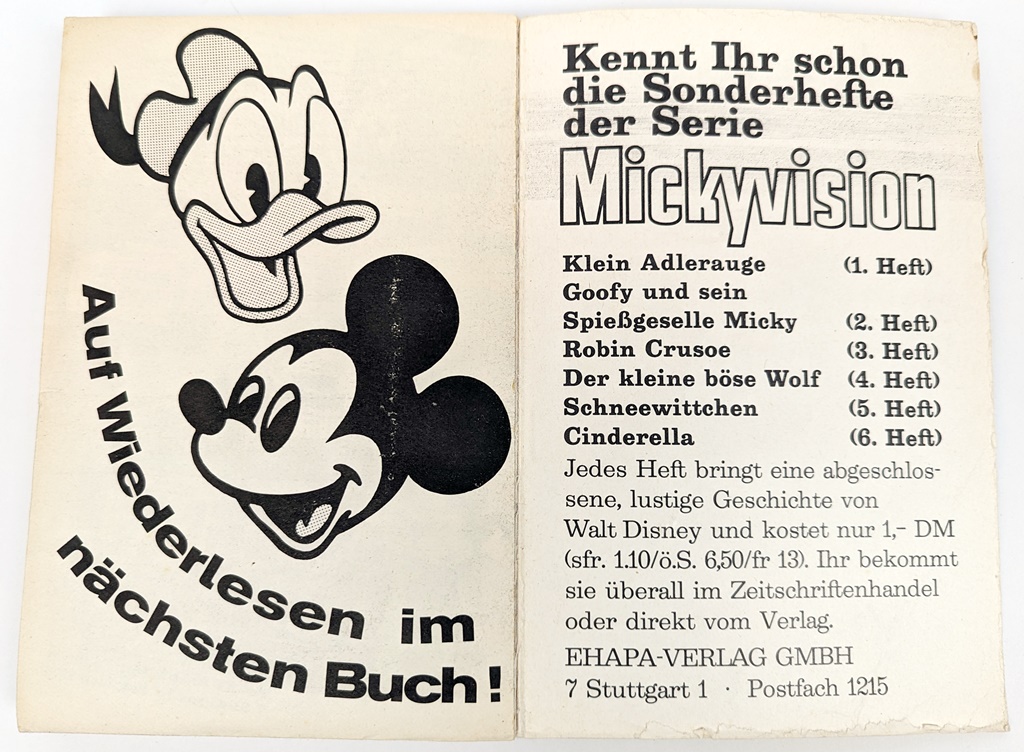 Auf Wiederlesen im
nächsten Buch!
Kennt Ihr schon
die Sonderhefte
der Serie
Mickyvision
Klein Adlerauge (1. Heft)
Goofy und sein
Spießgeselle Micky (2. Heft)
Robin Crusoe (3. Heft)
Der kleine böse Wolf (4. Heft)
Schneewittchen (5. Heft)
Cinderella (6. Heft)
Jedes Heft bringt eine abgeschlos-
sene, lustige Geschichte von
Walt Disney und kostet nur 1,- DM
(sfr. 1.10/ö.S. 6,50/fr 13). Ihr bekommt
sie überall im Zeitschriftenhandel
oder direkt vom Verlag.
EHAPA-VERLAG GMBH
7 Stuttgart 1 · Postfach 1215